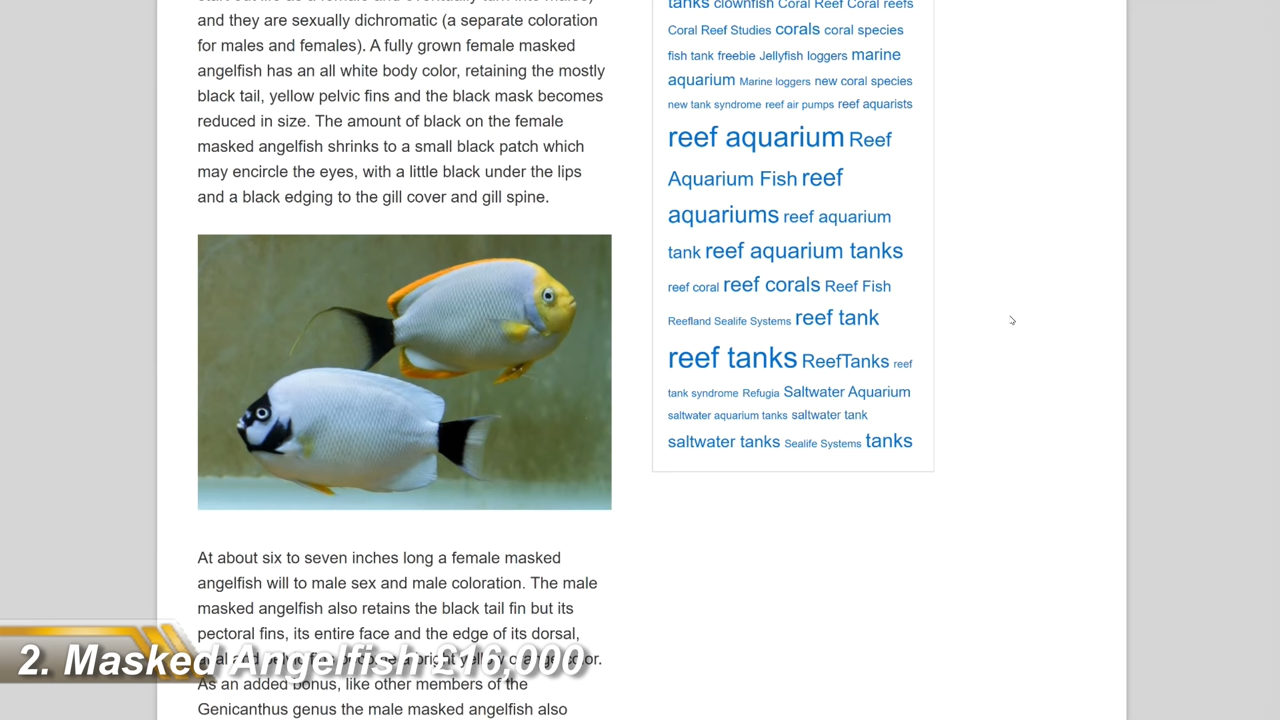 and they are sexually dichromatic (a separate coloration
for males and females). A fully grown female masked
angelfish has an all white body color, retaining the mostly
black tail, yellow pelvic fins and the black mask becomes
reduced in size. The amount of black on the female
masked angelfish shrinks to a small black patch which
may encircle the eyes, with a little black under the lips
and a black edging to the gill cover and gill spine.
At about six to seven inches long a female masked
angelfish will to male sex and male coloration. The male
masked angelfish also retains the black tail fin but its
pectoral fins, its entire face and the edge of its dorsal,
color.
As an added bonus, like other members of the
Genicanthus genus the male masked angelfish also
2. Masked Angelfish £16,000
tanks clownfish Coral Reef Coral reefs
Coral Reef Studies corals coral species
fish tank freebie Jellyfish loggers marine
aquarium Marine loggers new coral species
new tank syndrome reef air pumps reef aquarists
reef aquarium Reef
Aquarium Fish reef
aquariums reef aquarium
tank reef aquarium tanks
reef coral reef corals Reef Fish
Reefland Sealife Systems reef tank
reef tanks ReefTanks reef
tank syndrome Refugia Saltwater Aquarium
saltwater aquarium tanks saltwater tank
saltwater tanks Sealife Systems tanks